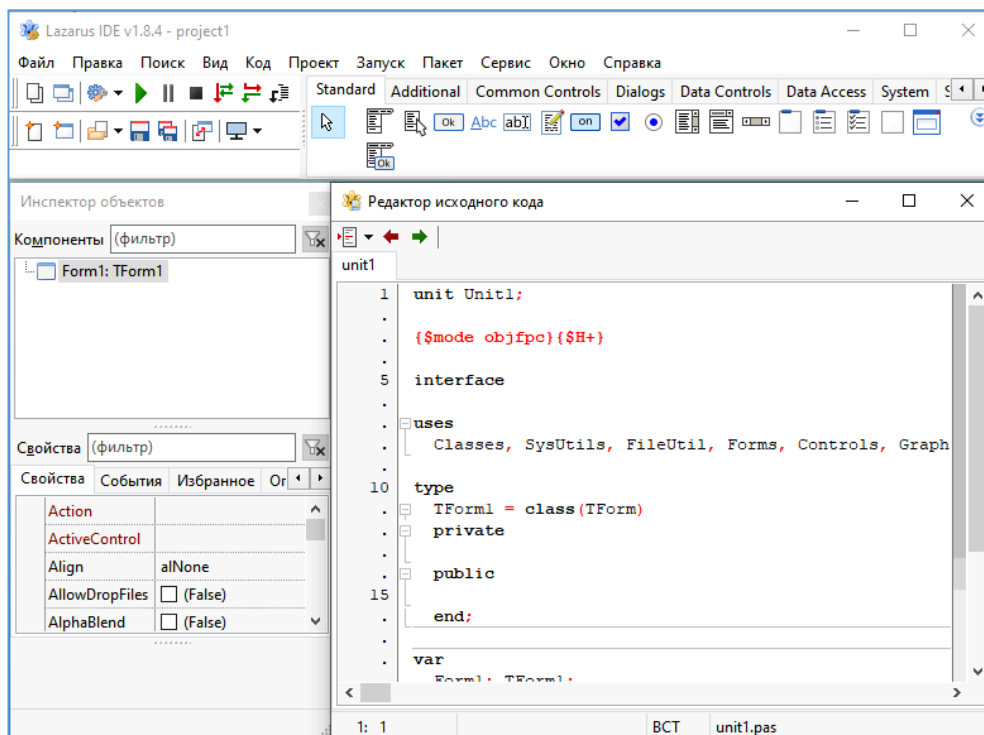 Lazarus IDE v1.8.4 - project1
Файл Правка Поиск Вид Код Проект Запуск Пакет Сервис Окно Справка
Standard Additional Common Controls Dialogs Data Controls Data Access System
Ok Abc abI on
Ok
Инспектор объектов
Компоненты (фильтр)
Form1: TForm1
Свойства (фильтр)
Свойства События Избранное Ог
Action
ActiveControl
Align alNone
AllowDropFiles (False)
AlphaBlend (False)
Редактор исходного кода
unit1
1 unit Unit1;
.
. {$mode objfpc}{$H+}
.
5 interface
.
. uses
. Classes, SysUtils, FileUtil, Forms, Controls, Graph
.
10 type
. TForm1 = class(TForm)
. private
.
. public
15
. end;
.
. var
Form1: TForm1;
1: 1 ВСТ unit1.pas